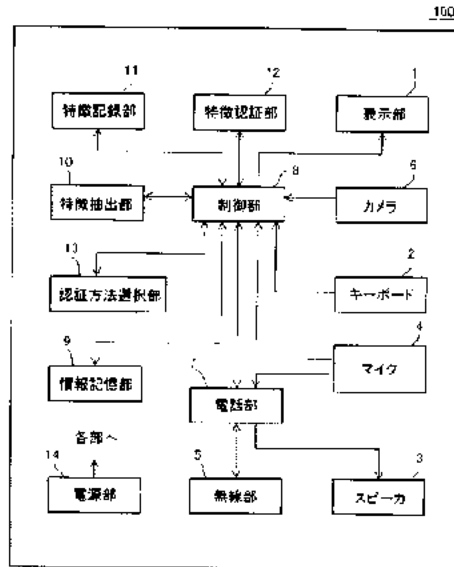 100
11
12
1
特徴記録部
特徴認証部
表示部
10
8
6
特徴抽出部
制御部
カメラ
13
2
認証方法選択部
キーボード
9
4
情報記憶部
マイク
電話部
各部へ
14
5
3
電源部
無線部
スピーカ